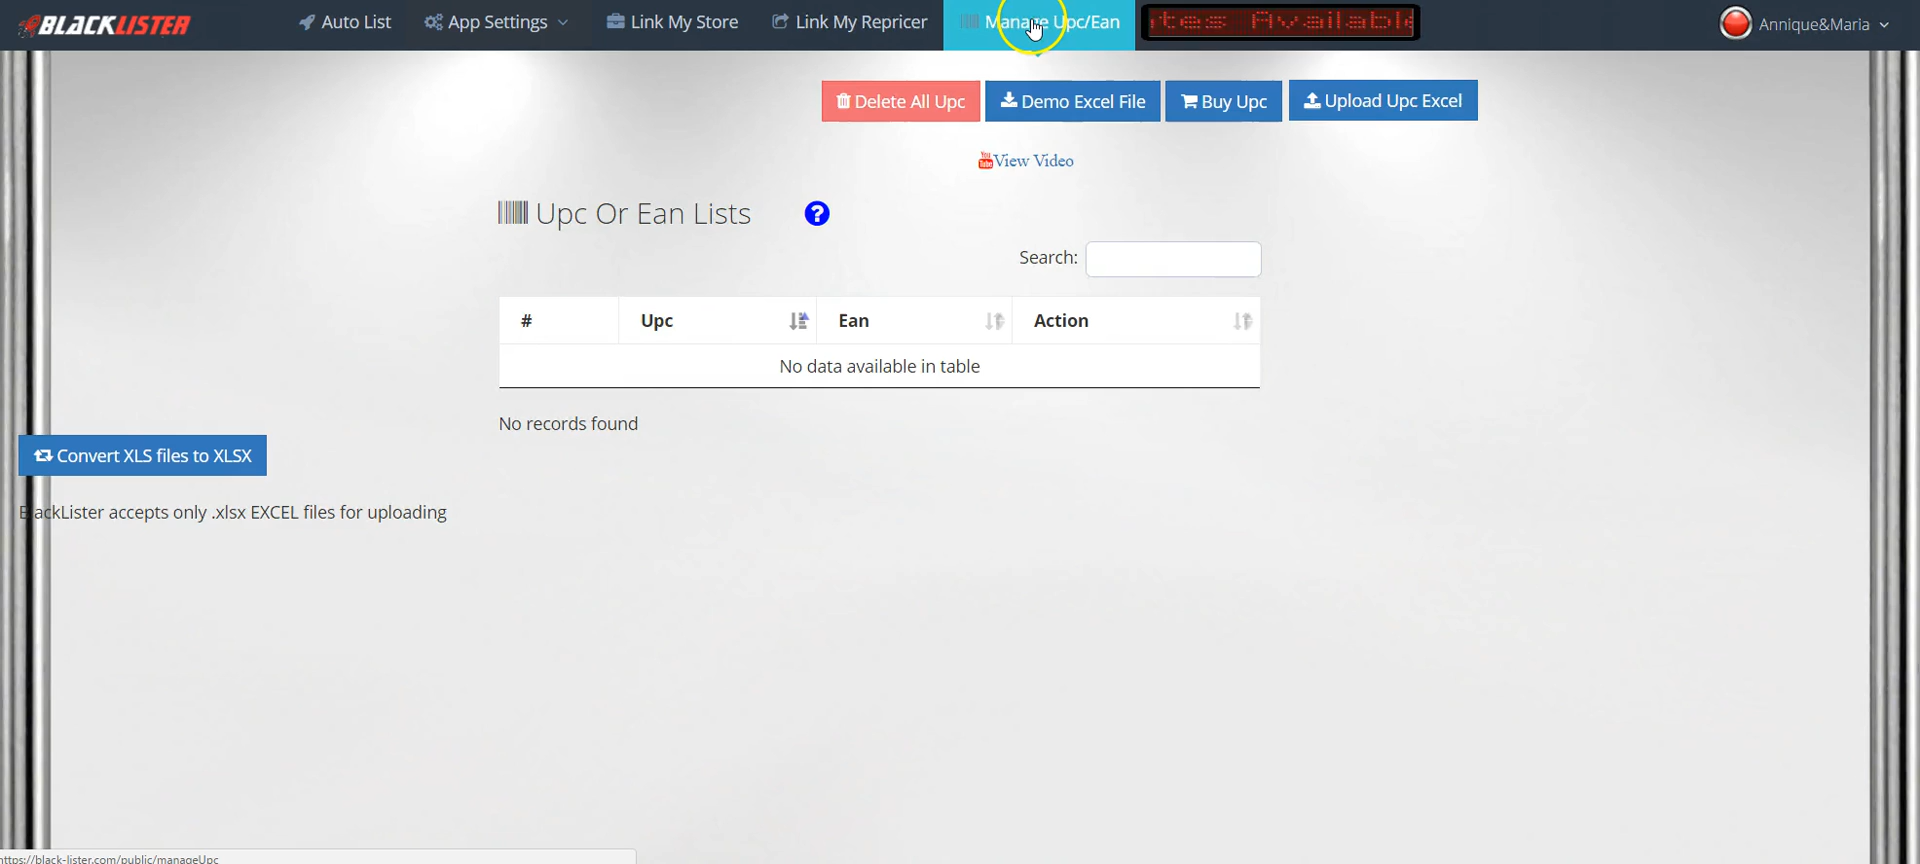 BLACKLISTER
Auto List
App Settings
Link My Store
Link My Repricer
Manage Upc/Ean
Available
Annique&Maria
Delete All Upc
Demo Excel File
Buy Upc
Upload Upc Excel
View Video
Upc Or Ean Lists
?
Search:
# Upc Ean Action
No data available in table
No records found
Convert XLS files to XLSX
BlackLister accepts only .xlsx EXCEL files for uploading
https://black-lister.com/public/manageUpc